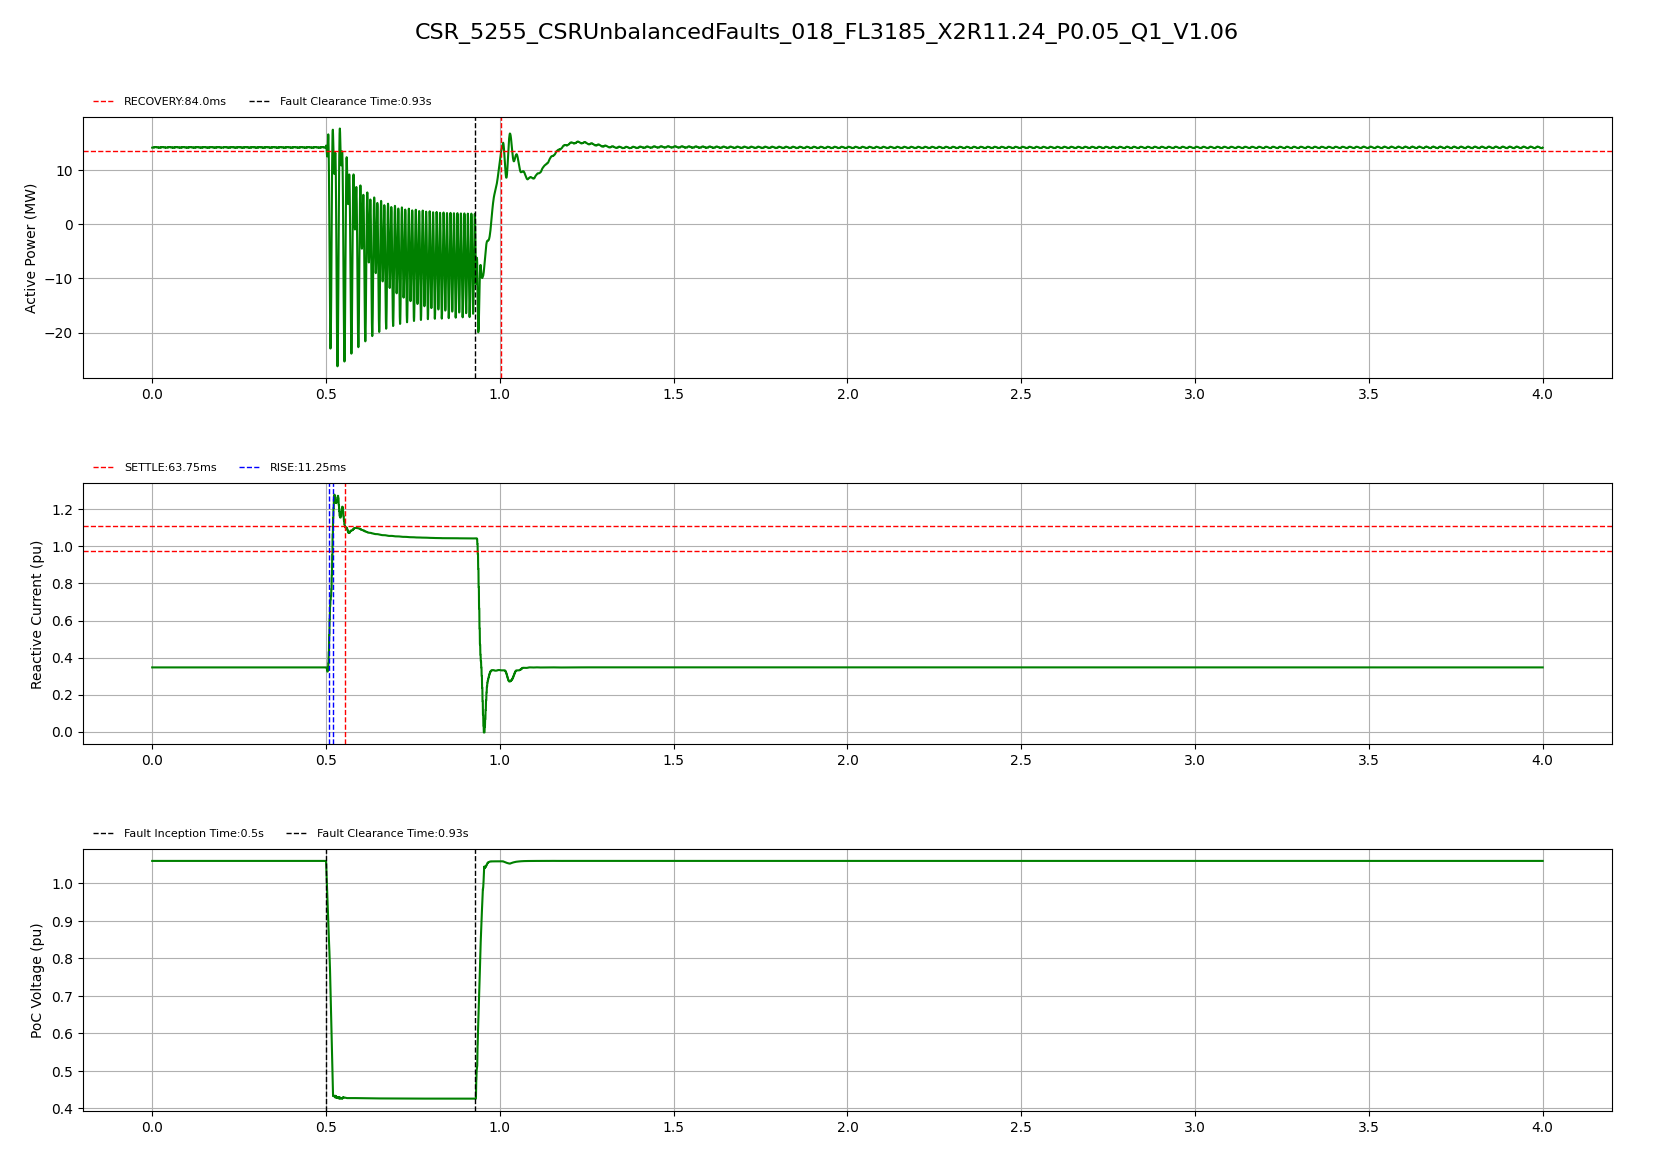 CSR_5255_CSRUnbalancedFaults_018_FL3185_X2R11.24_P0.05_Q1_V1.06
RECOVERY:84.0ms Fault Clearance Time:0.93s
Active Power (MW)
10
0
−10
−20
0.0 0.5 1.0 1.5 2.0 2.5 3.0 3.5 4.0
SETTLE:63.75ms RISE:11.25ms
Reactive Current (pu)
1.2
1.0
0.8
0.6
0.4
0.2
0.0
0.0 0.5 1.0 1.5 2.0 2.5 3.0 3.5 4.0
Fault Inception Time:0.5s Fault Clearance Time:0.93s
PoC Voltage (pu)
1.0
0.9
0.8
0.7
0.6
0.5
0.4
0.0 0.5 1.0 1.5 2.0 2.5 3.0 3.5 4.0